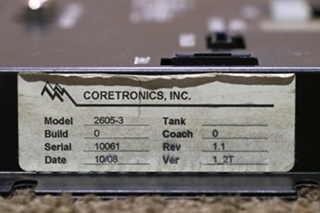 CORETRONICS, INC.
Model 2605-3 Tank
Build 0 Coach 0
Serial 10061 Rev 1.1
Date 10/08 Ver 1_2T